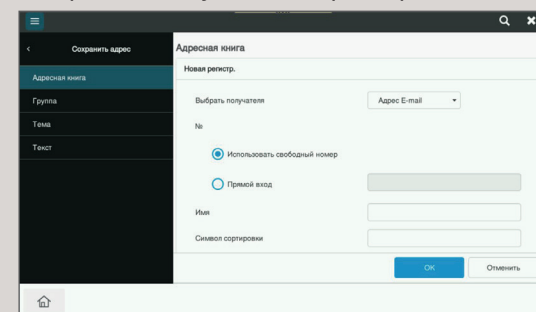 Сохранить адрес
Адресная книга
Группа
Тема
Текст
Адресная книга
Новая регистр.
Выбрать получателя
Адрес E-mail
№
Использовать свободный номер
Прямой вход
Имя
Символ сортировки
OK
Отменить